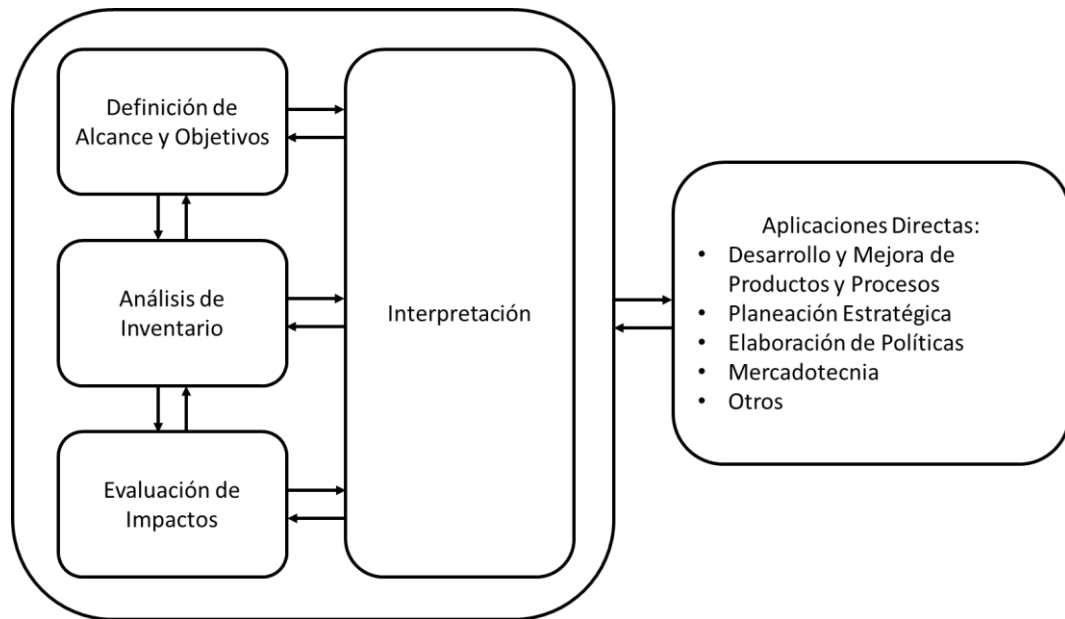 Definición de
Alcance y Objetivos
Análisis de
Inventario
Evaluación de
Impactos
Interpretación
Aplicaciones Directas:
• Desarrollo y Mejora de
Productos y Procesos
• Planeación Estratégica
• Elaboración de Políticas
• Mercadotecnia
• Otros